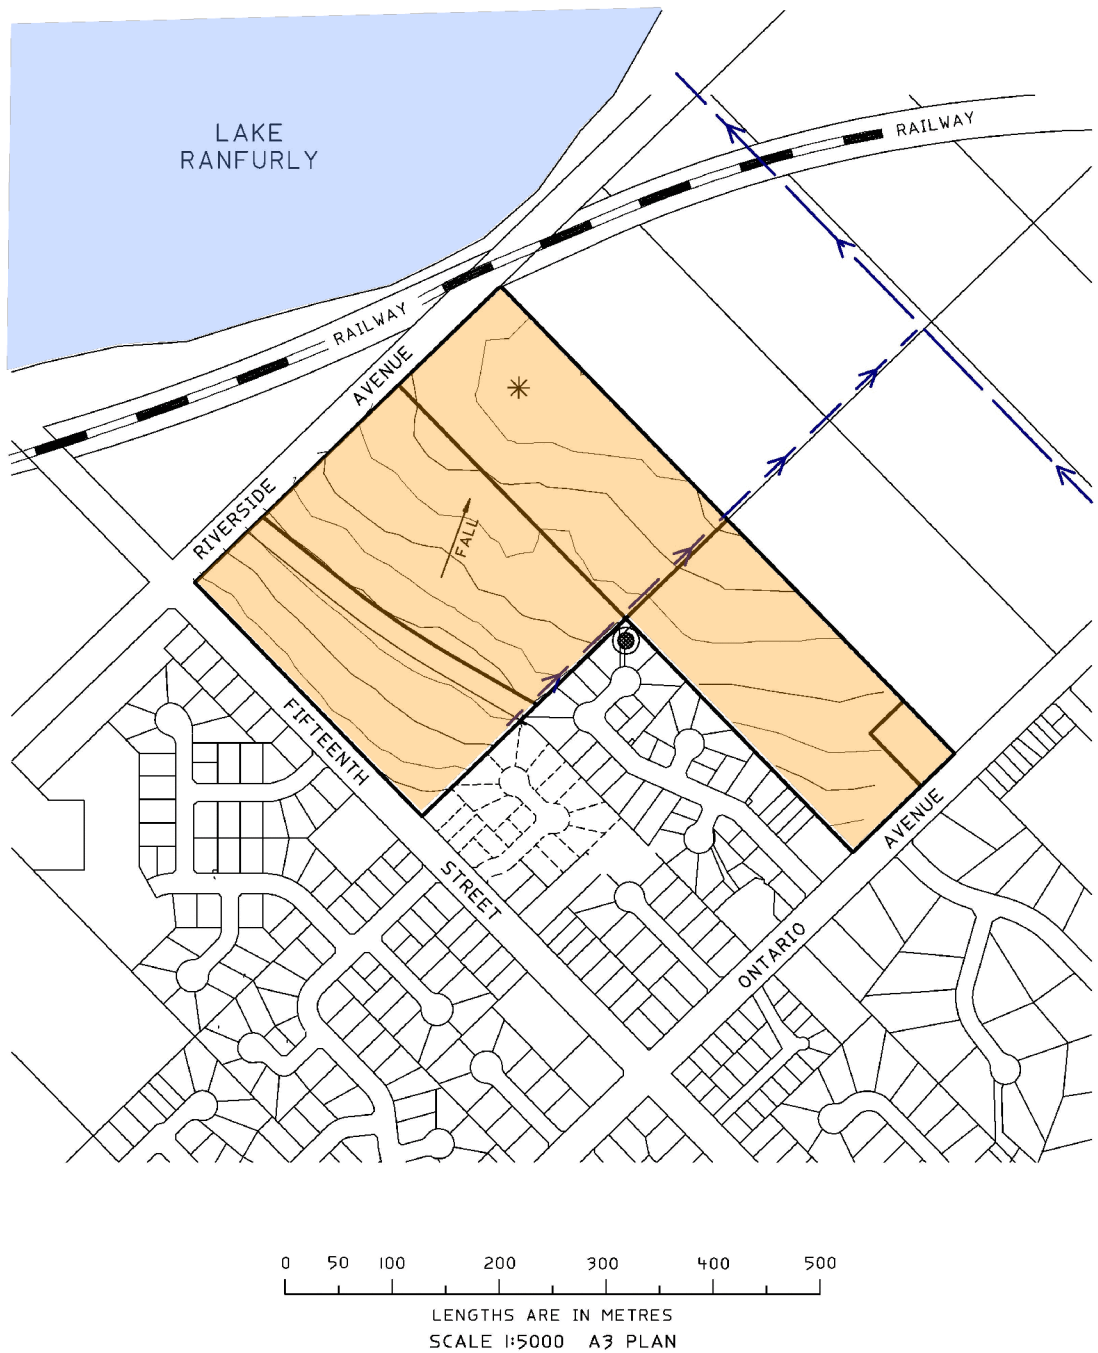 LAKE
RANFURLY
RAILWAY
RAILWAY
RIVERSIDE AVENUE
FALL
FIFTEENTH STREET
ONTARIO AVENUE
0 50 100 200 300 400 500
LENGTHS ARE IN METRES
SCALE 1:5000 A3 PLAN